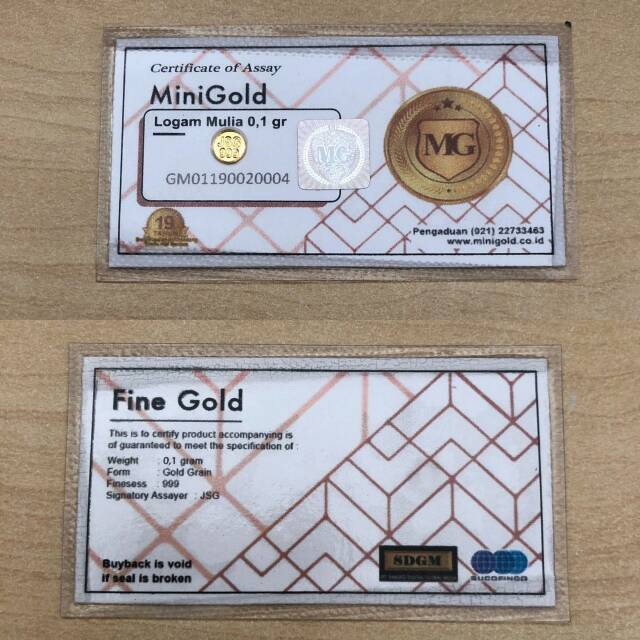 Certificate of Assay
MiniGold
Logam Mulia 0,1 gr
MG
MG
GM01190020004
19
Pengaduan (021) 22733463
www.minigold.co.id
Fine Gold
This is to certify product accompanying is
of guaranteed to meet the specification of :
Weight : 0,1 gram
Form : Gold Grain
Finesess : 999
Signatory Assayer : JSG
Buyback is void
if seal is broken
SDGM
SUCOFINDO